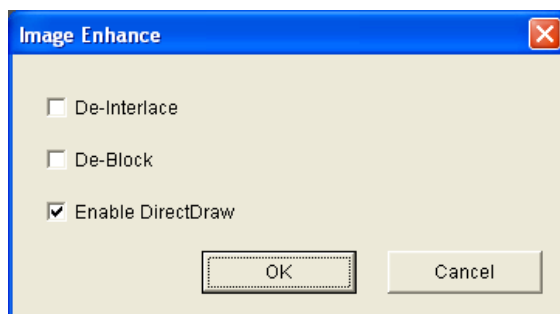 Image Enhance
De-Interlace
De-Block
Enable DirectDraw
OK Cancel